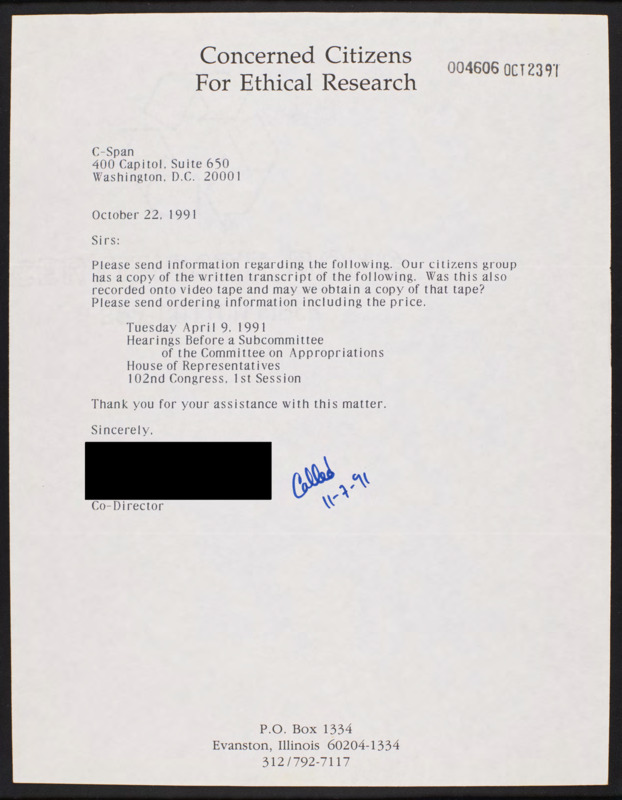 Concerned Citizens
For Ethical Research
004606 OCT 23 91
C-Span
400 Capitol, Suite 650
Washington, D.C. 20001
October 22, 1991
Sirs:
Please send information regarding the following. Our citizens group
has a copy of the written transcript of the following. Was this also
recorded onto video tape and may we obtain a copy of that tape?
Please send ordering information including the price.
Tuesday April 9, 1991
Hearings Before a Subcommittee
of the Committee on Appropriations
House of Representatives
102nd Congress, 1st Session
Thank you for your assistance with this matter.
Sincerely,
Called
11-7-91
Co-Director
P.O. Box 1334
Evanston, Illinois 60204-1334
312/792-7117